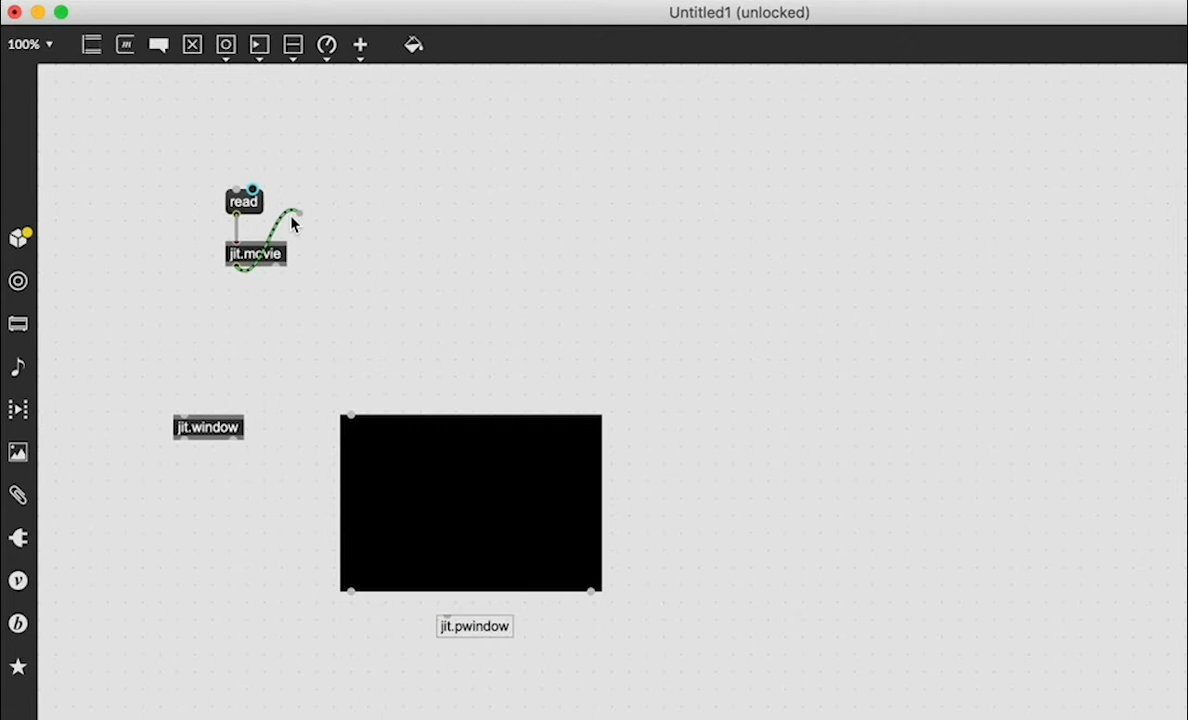 Untitled1 (unlocked)
100%
m
read
jit.movie
jit.window
jit.pwindow
v
b